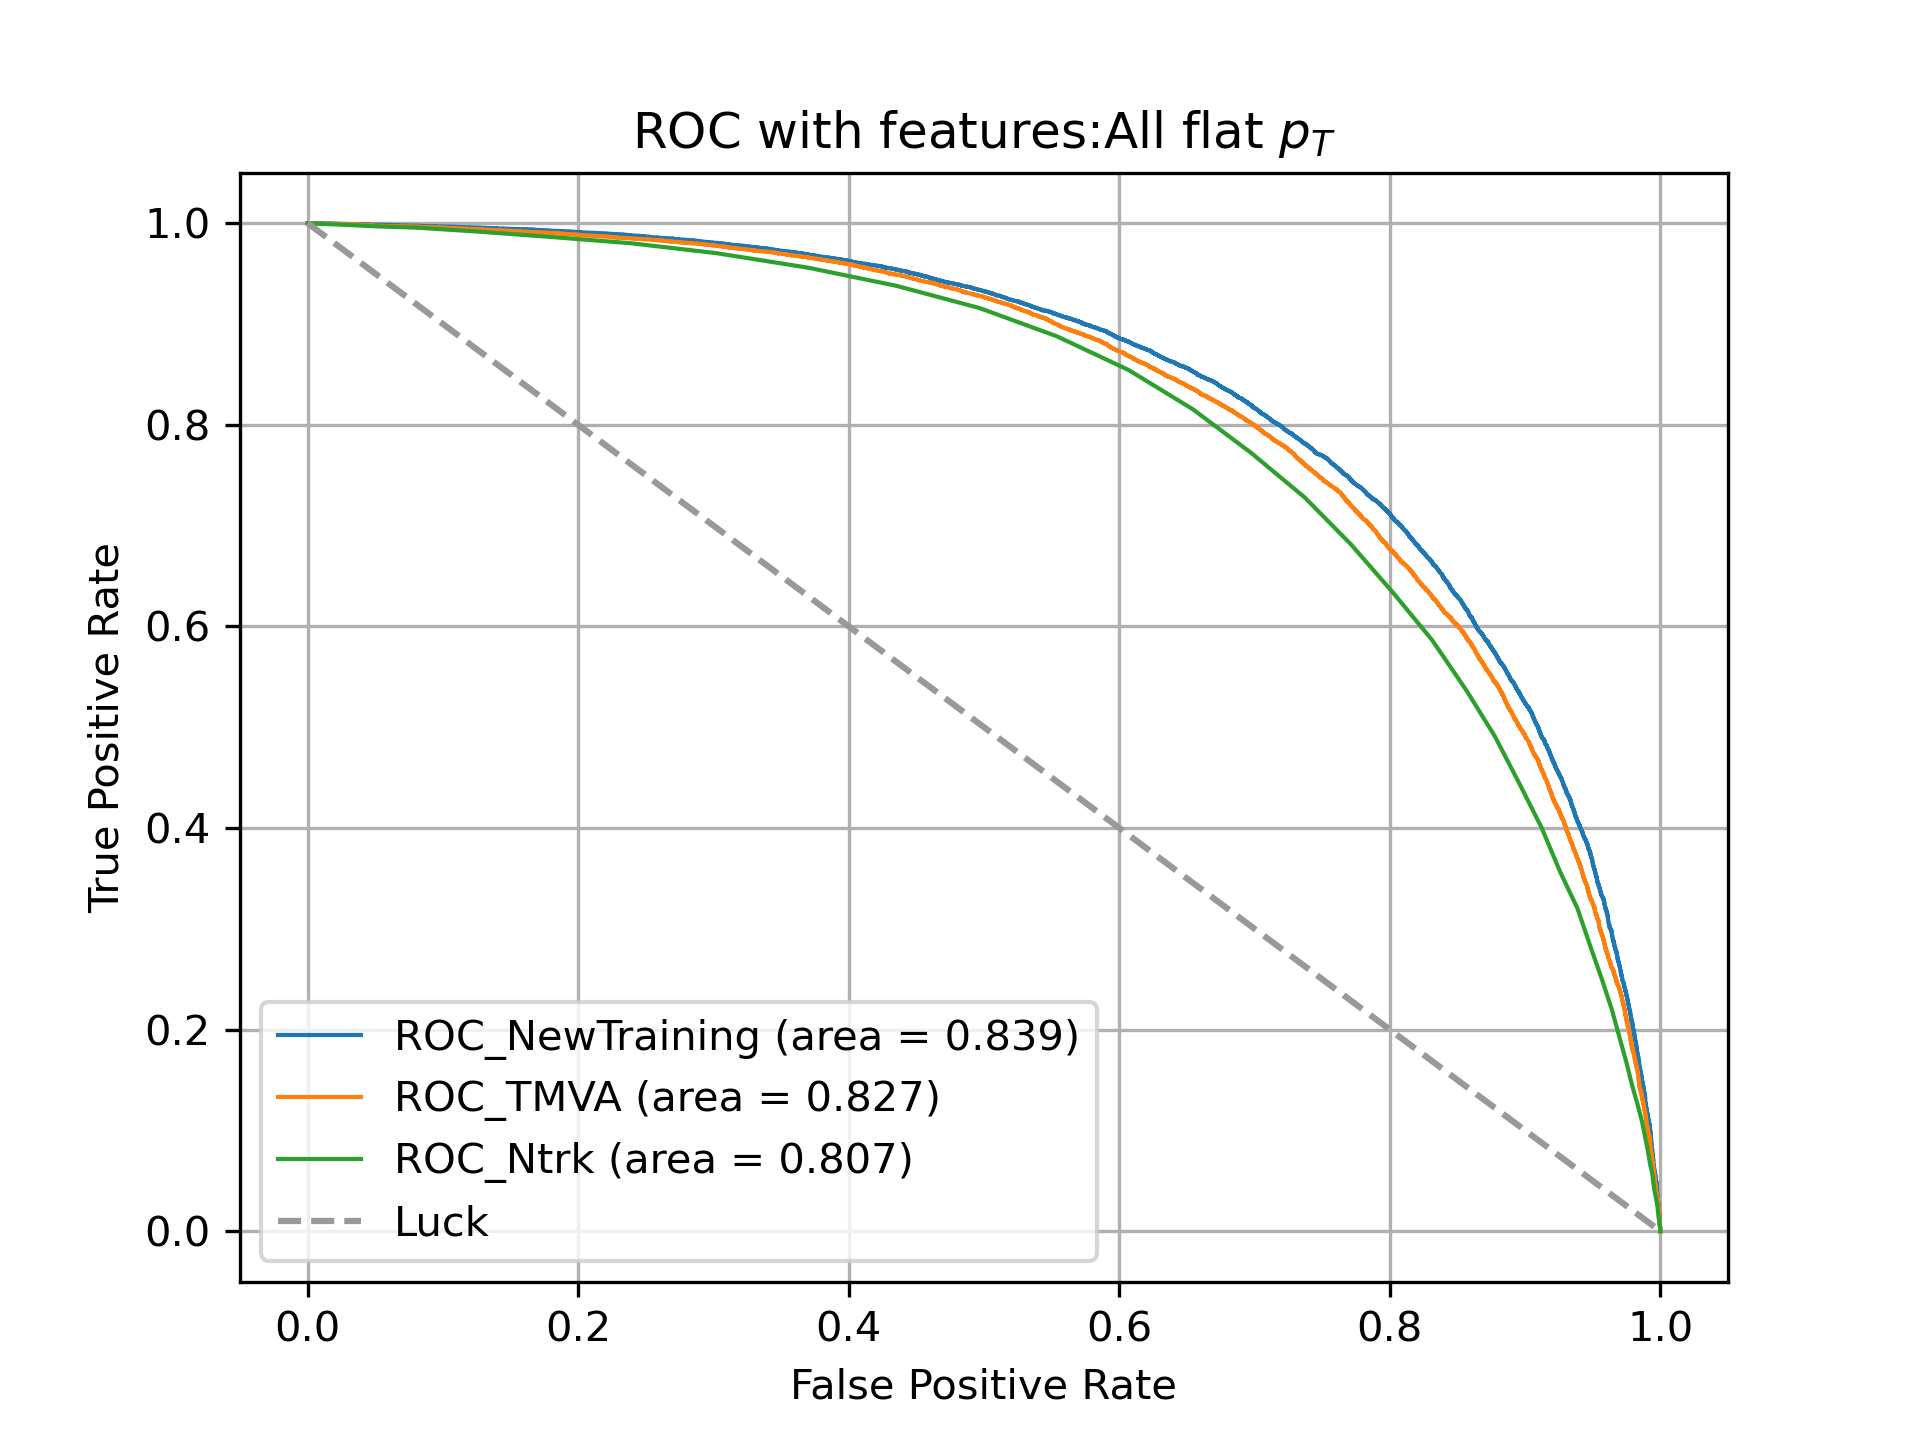 ROC with features:All flat p_T
True Positive Rate
1.0
0.8
0.6
0.4
0.2
0.0
ROC_NewTraining (area = 0.839)
ROC_TMVA (area = 0.827)
ROC_Ntrk (area = 0.807)
Luck
0.0 0.2 0.4 0.6 0.8 1.0
False Positive Rate